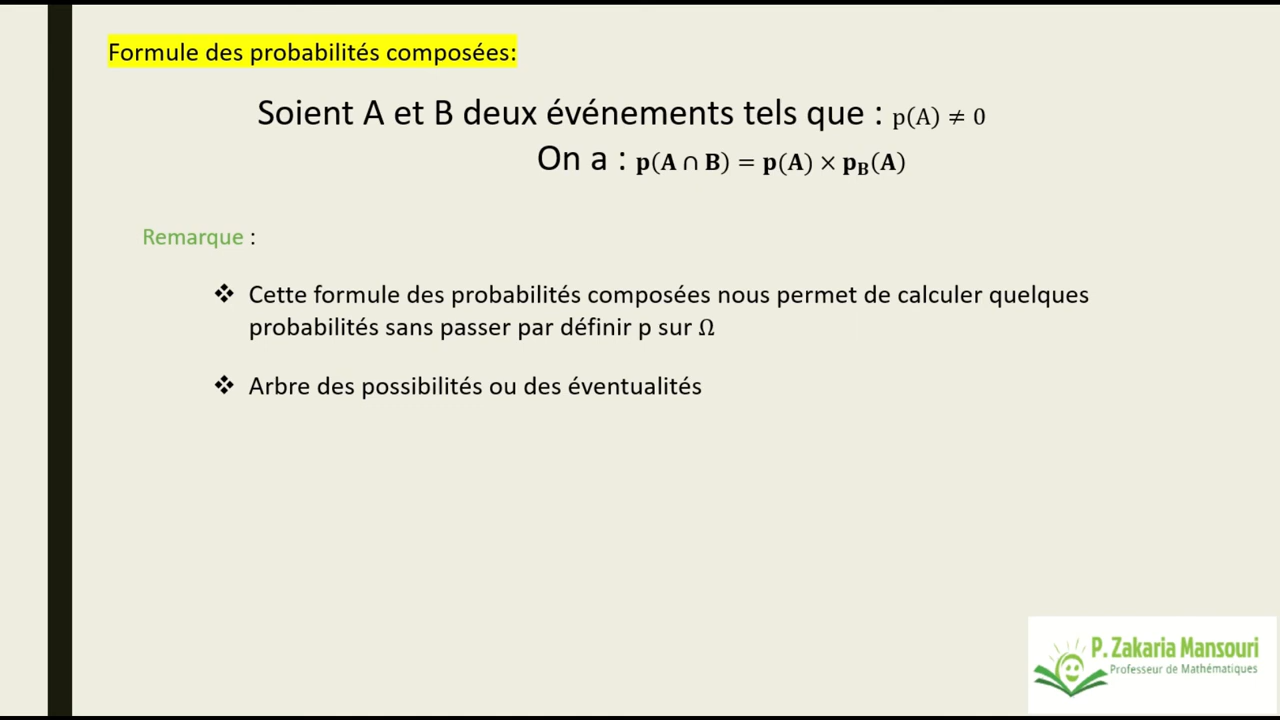 Formule des probabilités composées:
Soient A et B deux événements tels que : p(A) ≠ 0
On a : p(A ∩ B) = p(A) × p_B(A)
Remarque :
❖ Cette formule des probabilités composées nous permet de calculer quelques
probabilités sans passer par définir p sur Ω
❖ Arbre des possibilités ou des éventualités
P. Zakaria Mansouri
Professeur de Mathématiques